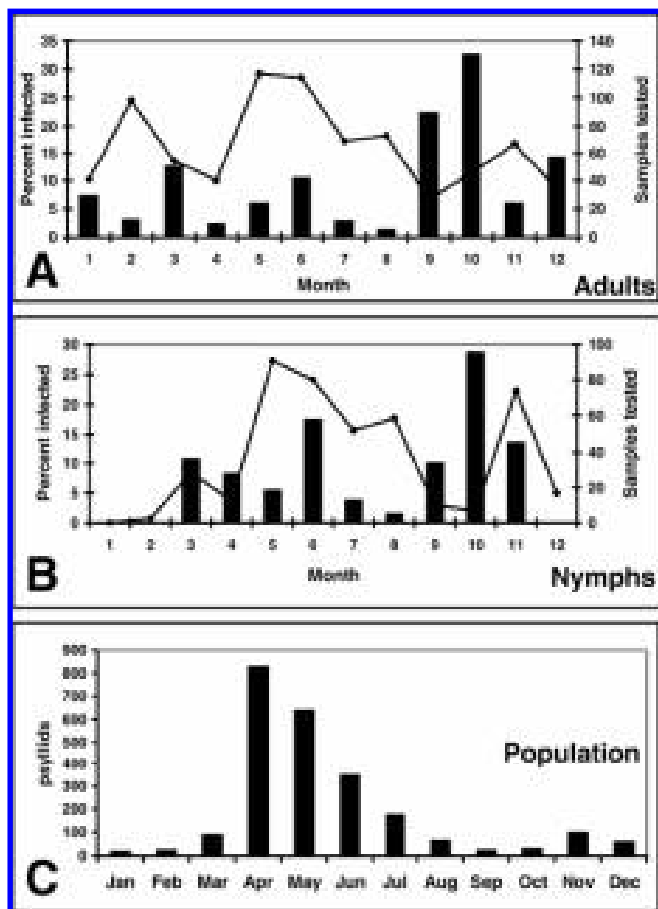 35
30
25
20
15
10
5
0
Percent infected
140
120
100
80
60
40
20
0
Samples tested
1 2 3 4 5 6 7 8 9 10 11 12
Month
A
Adults
30
25
20
15
10
5
0
Percent infected
100
80
60
40
20
0
Samples tested
1 2 3 4 5 6 7 8 9 10 11 12
Month
B
Nymphs
900
800
700
600
500
400
300
200
100
0
psyllids
Population
Jan Feb Mar Apr May Jun Jul Aug Sep Oct Nov Dec
C